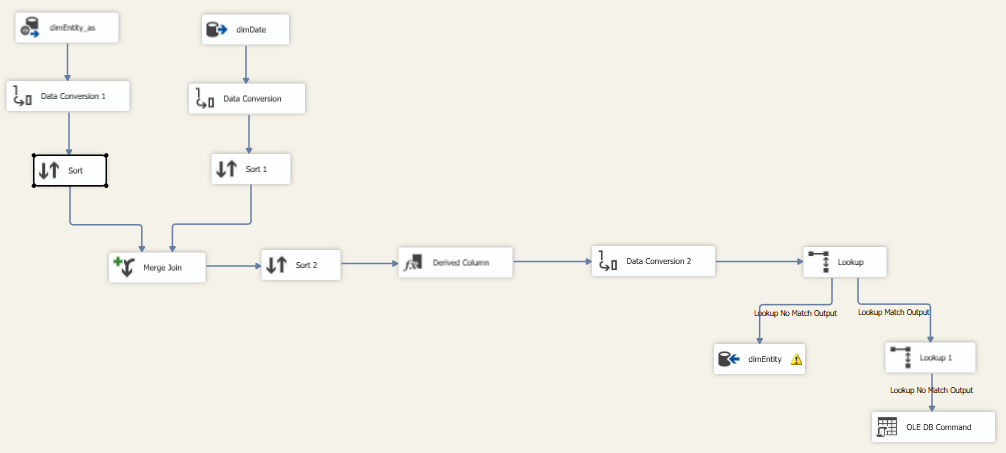 dimEntity_as
dimDate
Data Conversion 1
Data Conversion
Sort
Sort 1
Merge Join
Sort 2
Derived Column
Data Conversion 2
Lookup
Lookup No Match Output
Lookup Match Output
dimEntity
Lookup 1
Lookup No Match Output
OLE DB Command